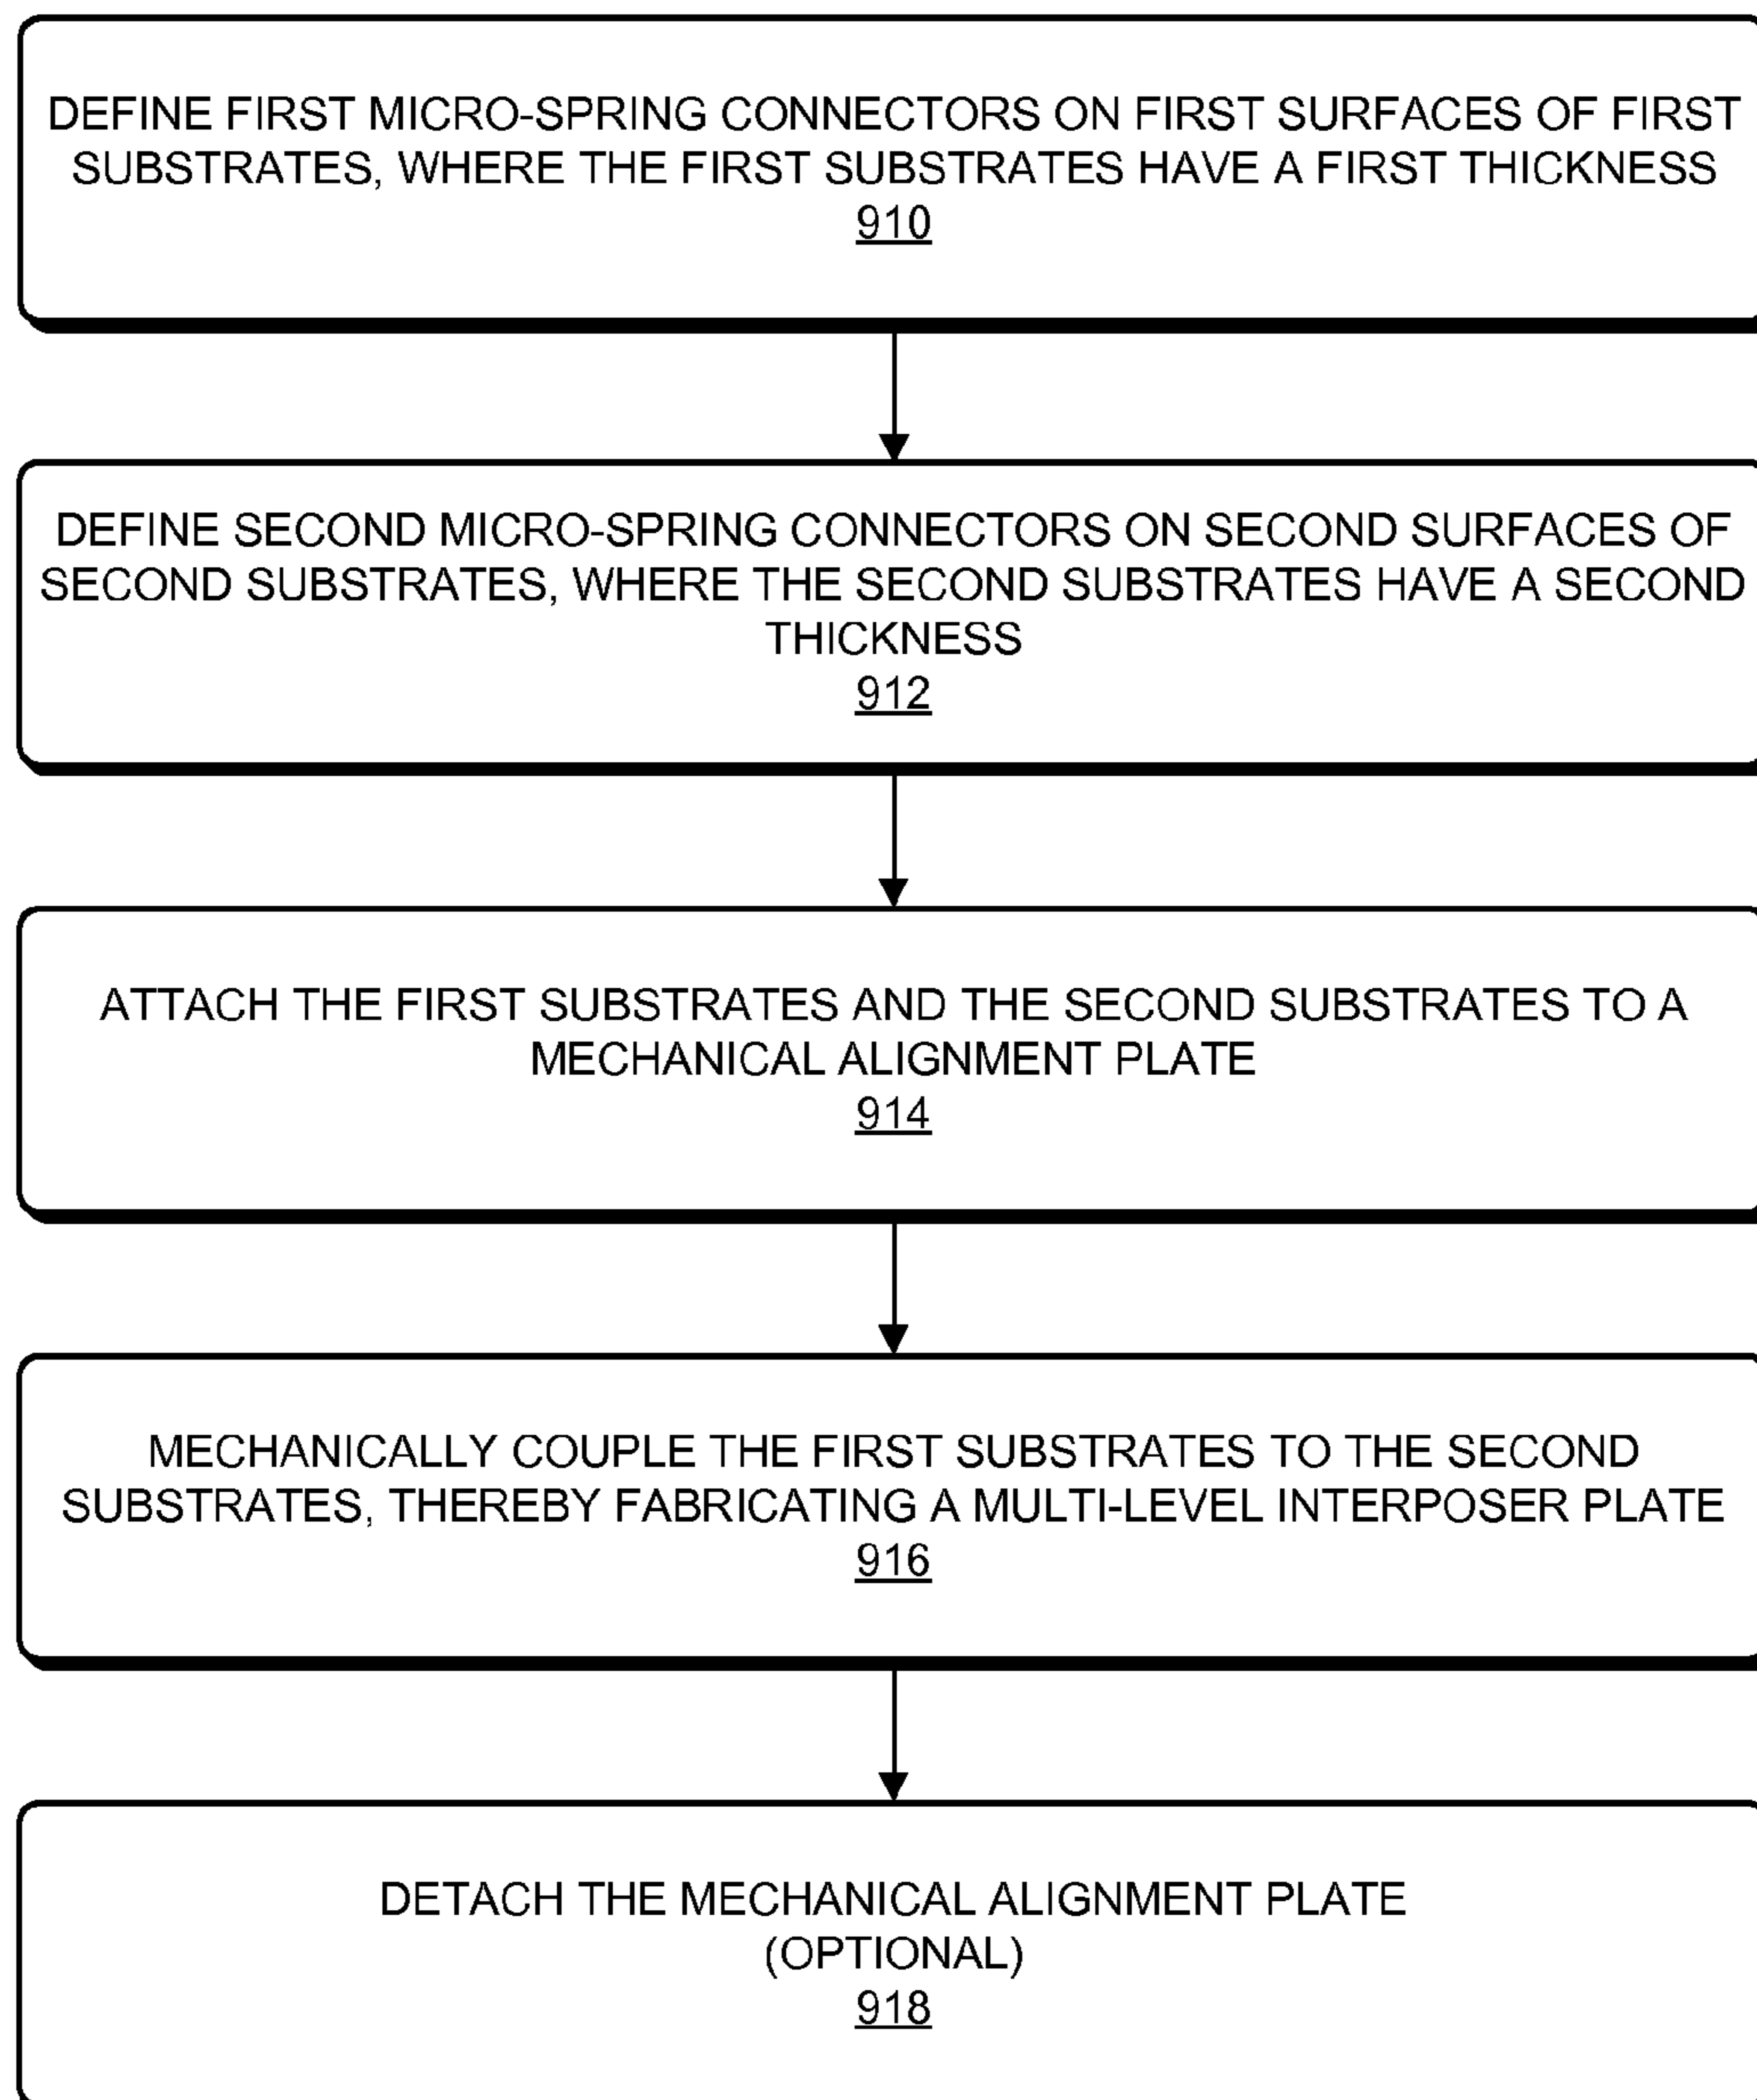 DEFINE FIRST MICRO-SPRING CONNECTORS ON FIRST SURFACES OF FIRST
SUBSTRATES, WHERE THE FIRST SUBSTRATES HAVE A FIRST THICKNESS
910
DEFINE SECOND MICRO-SPRING CONNECTORS ON SECOND SURFACES OF
SECOND SUBSTRATES, WHERE THE SECOND SUBSTRATES HAVE A SECOND
THICKNESS
912
ATTACH THE FIRST SUBSTRATES AND THE SECOND SUBSTRATES TO A
MECHANICAL ALIGNMENT PLATE
914
MECHANICALLY COUPLE THE FIRST SUBSTRATES TO THE SECOND
SUBSTRATES, THEREBY FABRICATING A MULTI-LEVEL INTERPOSER PLATE
916
DETACH THE MECHANICAL ALIGNMENT PLATE
(OPTIONAL)
918